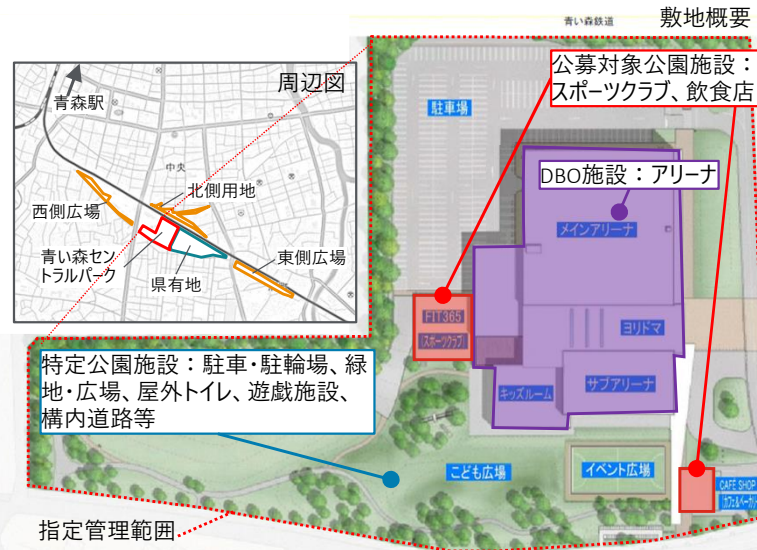 青い森鉄道
敷地概要
周辺図
青森駅
中央
北側用地
西側広場
青い森セン
トラルパーク
県有地
東側広場
公募対象公園施設：
スポーツクラブ、飲食店
駐車場
DBO施設：アリーナ
メインアリーナ
FIT365
(スポーツクラブ)
ヨリドマ
サブアリーナ
キッズルーム
特定公園施設：駐車・駐輪場、緑
地・広場、屋外トイレ、遊戯施設、
構内道路等
こども広場
イベント広場
CAFE SHOP
指定管理範囲